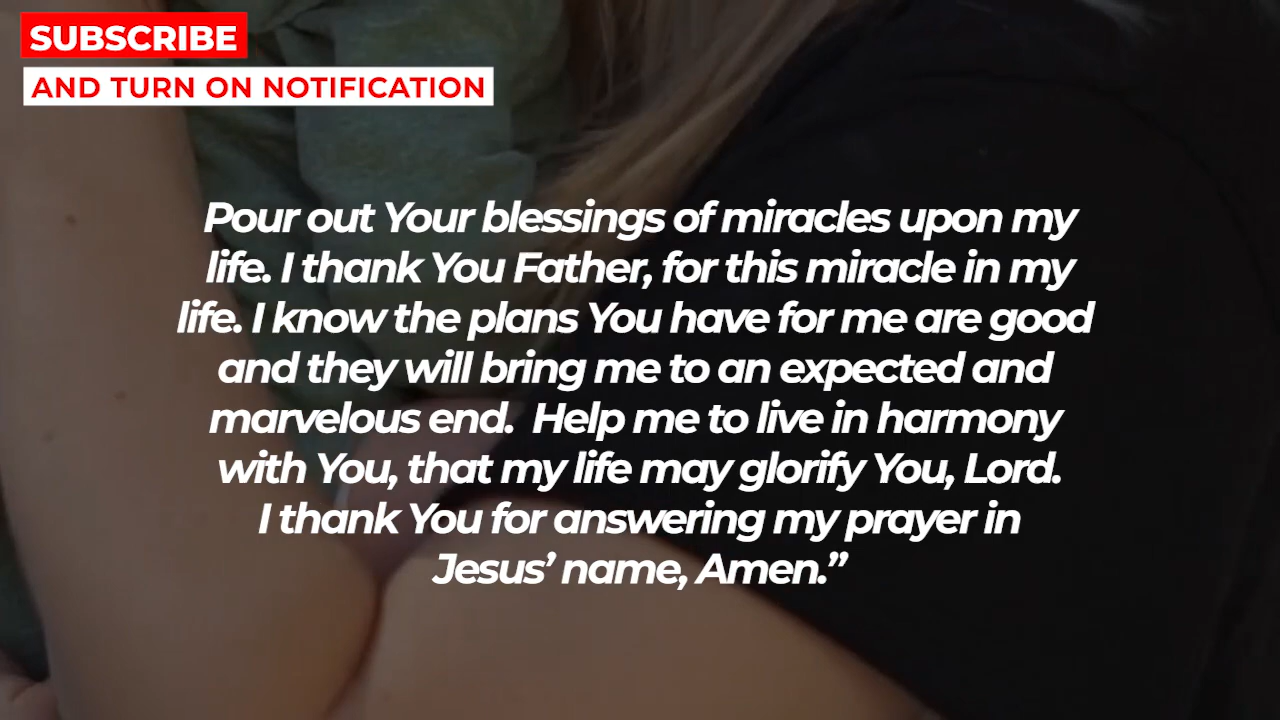 SUBSCRIBE
AND TURN ON NOTIFICATION
Pour out Your blessings of miracles upon my
life. I thank You Father, for this miracle in my
life. I know the plans You have for me are good
and they will bring me to an expected and
marvelous end.  Help me to live in harmony
with You, that my life may glorify You, Lord.
I thank You for answering my prayer in
Jesus’ name, Amen.”